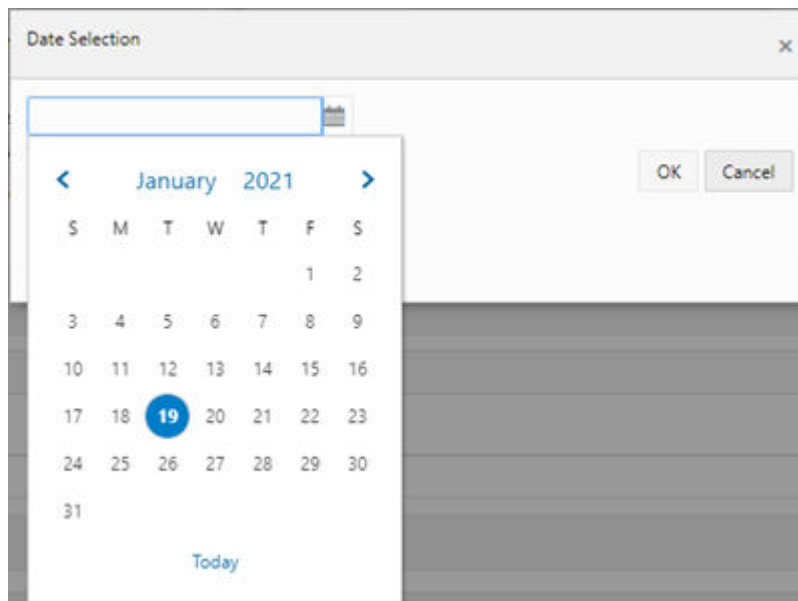 Date Selection
×
January 2021
OK Cancel
S M T W T F S
1 2
3 4 5 6 7 8 9
10 11 12 13 14 15 16
17 18 19 20 21 22 23
24 25 26 27 28 29 30
31
Today